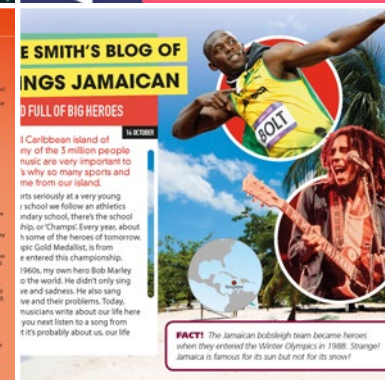 E SMITH'S BLOG OF
INGS JAMAICAN
D FULL OF BIG HEROES
14 OCTOBER
l Caribbean island of
ny of the 3 million people
music are very important to
's why so many sports and
me from our island.
orts seriously at a very young
r school we follow an athletics
ondary school, there's the school
hip, or 'Champs'. Every year, about
h some of the heroes of tomorrow.
pic Gold Medallist, is from
e entered this championship.
1960s, my own hero Bob Marley
o the world. He didn't only sing
ve and sadness. He also sang
ve and their problems. Today,
musicians write about our life here
you next listen to a song from
t it's probably about us, our life
BOLT
FACT! The Jamaican bobsleigh team became heroes
when they entered the Winter Olympics in 1988. Strange!
Jamaica is famous for its sun but not for its snow!